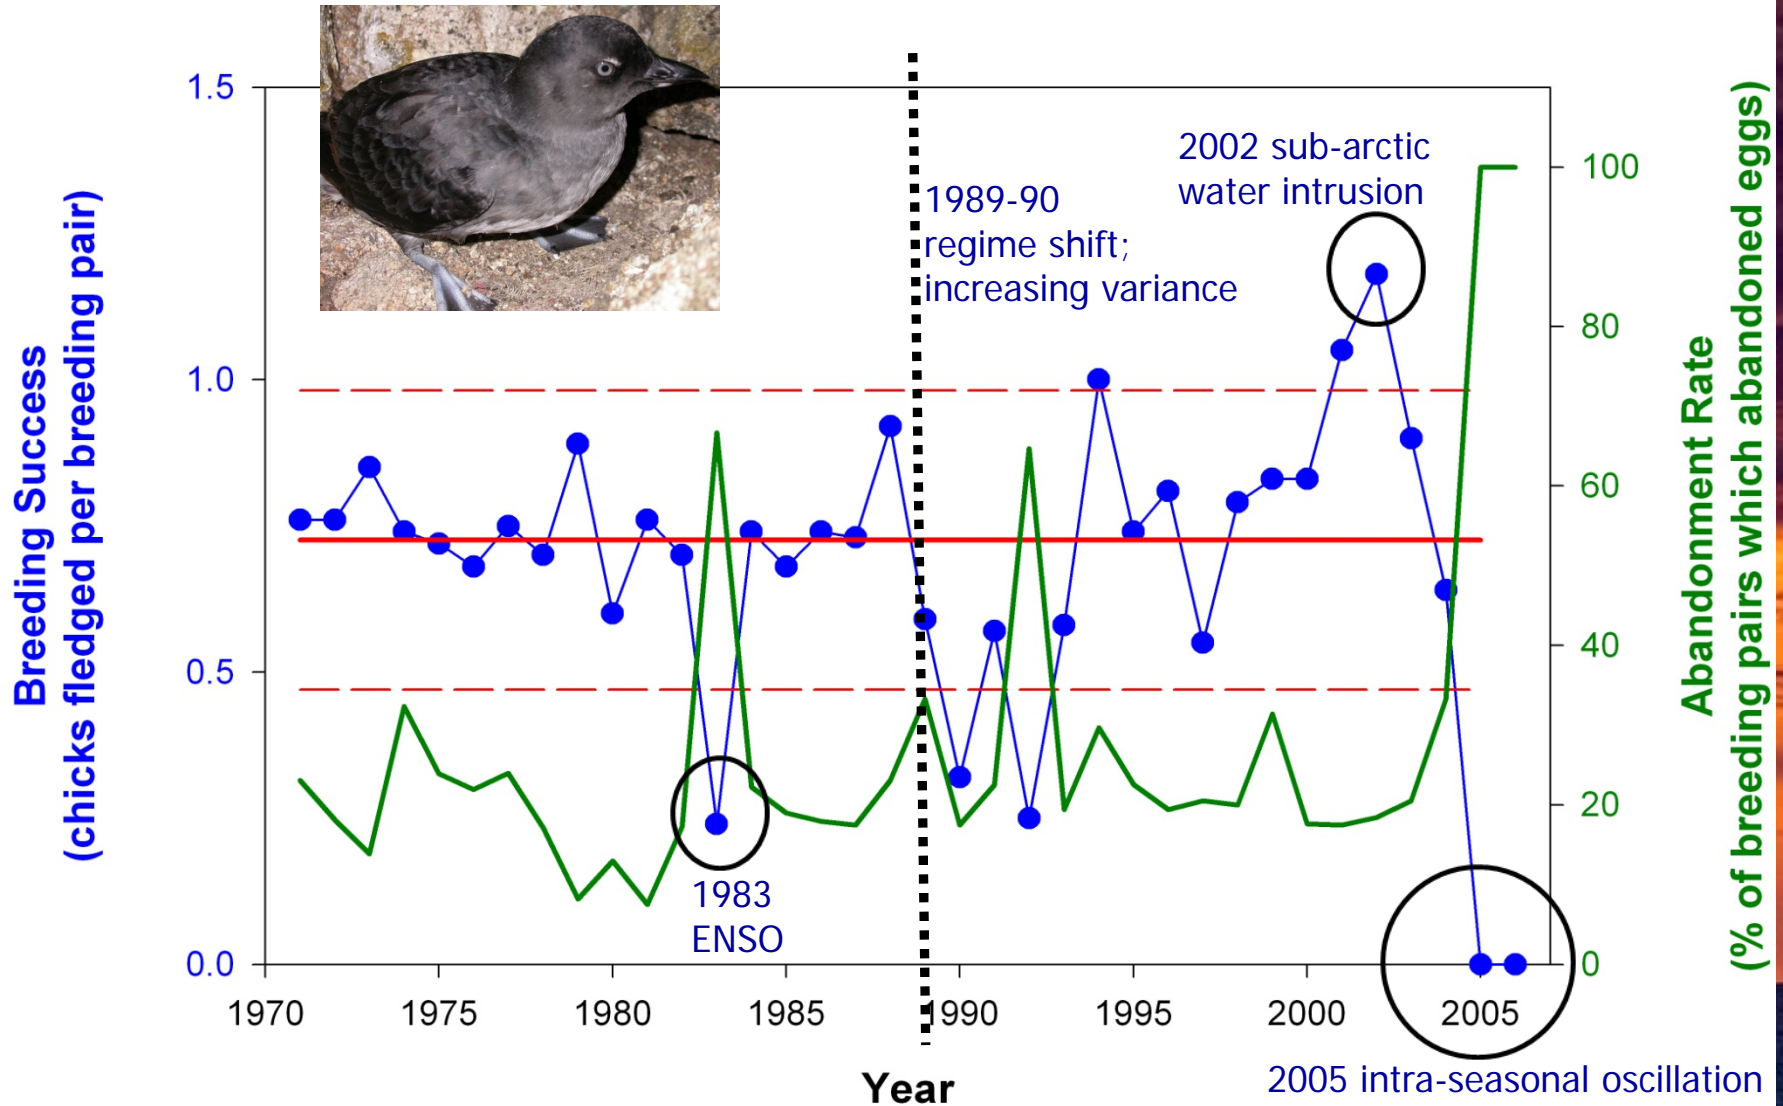 Breeding Success
(chicks fledged per breeding pair)
1.5
1.0
0.5
0.0
1989-90
regime shift;
increasing variance
2002 sub-arctic
water intrusion
1983
ENSO
100
80
60
40
20
0
Abandonment Rate
(% of breeding pairs which abandoned eggs)
1970
1975
1980
1985
1990
1995
2000
2005
Year
2005 intra-seasonal oscillation